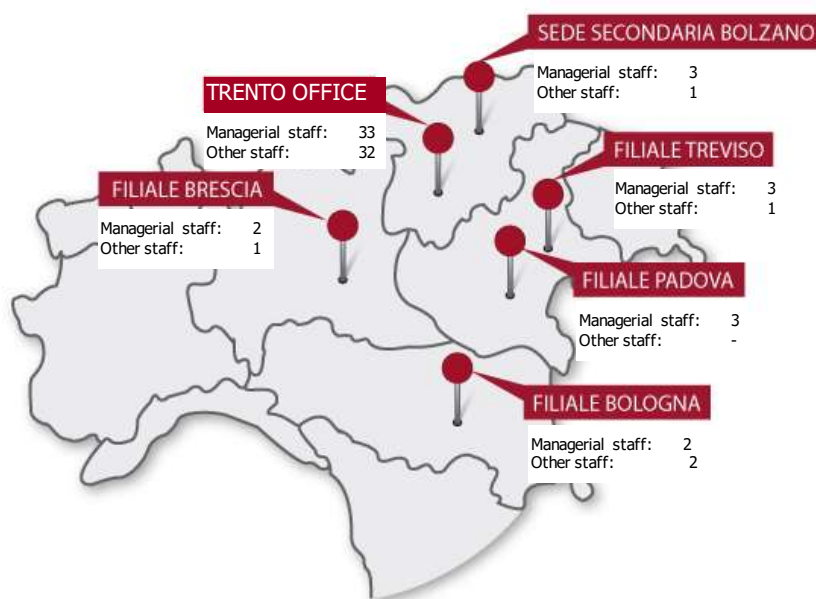 SEDE SECONDARIA BOLZANO
Managerial staff: 3
Other staff: 1
TRENTO OFFICE
Managerial staff: 33
Other staff: 32
FILIALE TREVISO
Managerial staff: 3
Other staff: 1
FILIALE BRESCIA
Managerial staff: 2
Other staff: 1
FILIALE PADOVA
Managerial staff: 3
Other staff: -
FILIALE BOLOGNA
Managerial staff: 2
Other staff: 2